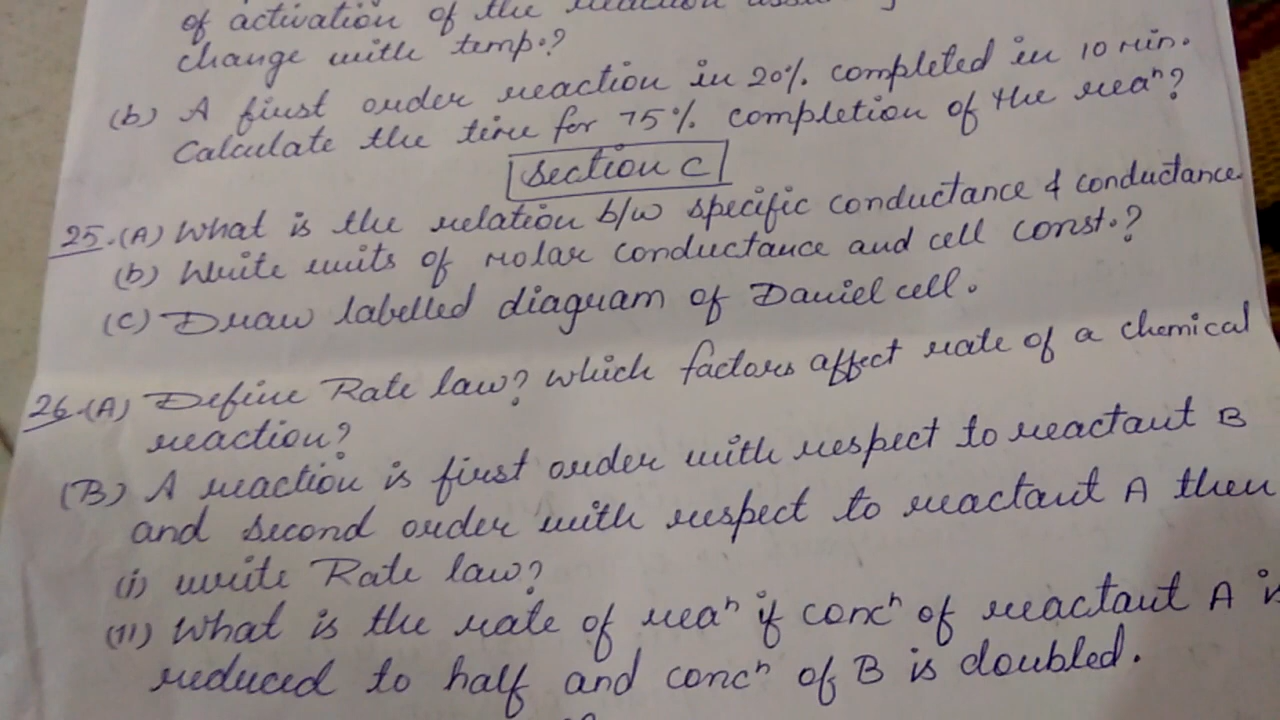 of activation of the reaction
change with temp.?
(b) A first order reaction in 20% completed in 10 Min.
Calculate the time for 75% completion of the reaⁿ?
Section C
25.(A) What is the relation b/w specific conductance & conductance
(b) Write units of Molar conductance and cell const.?
(C) Draw labelled diagram of Daniel cell.
26.(A) Define Rate law? Which factors affect rate of a chemical
reaction?
(B) A reaction is first order with respect to reactant B
and second order with respect to reactant A then
(i) write Rate law?
(11) What is the rate of reaⁿ if concⁿ of reactant A is
reduced to half and concⁿ of B is doubled.